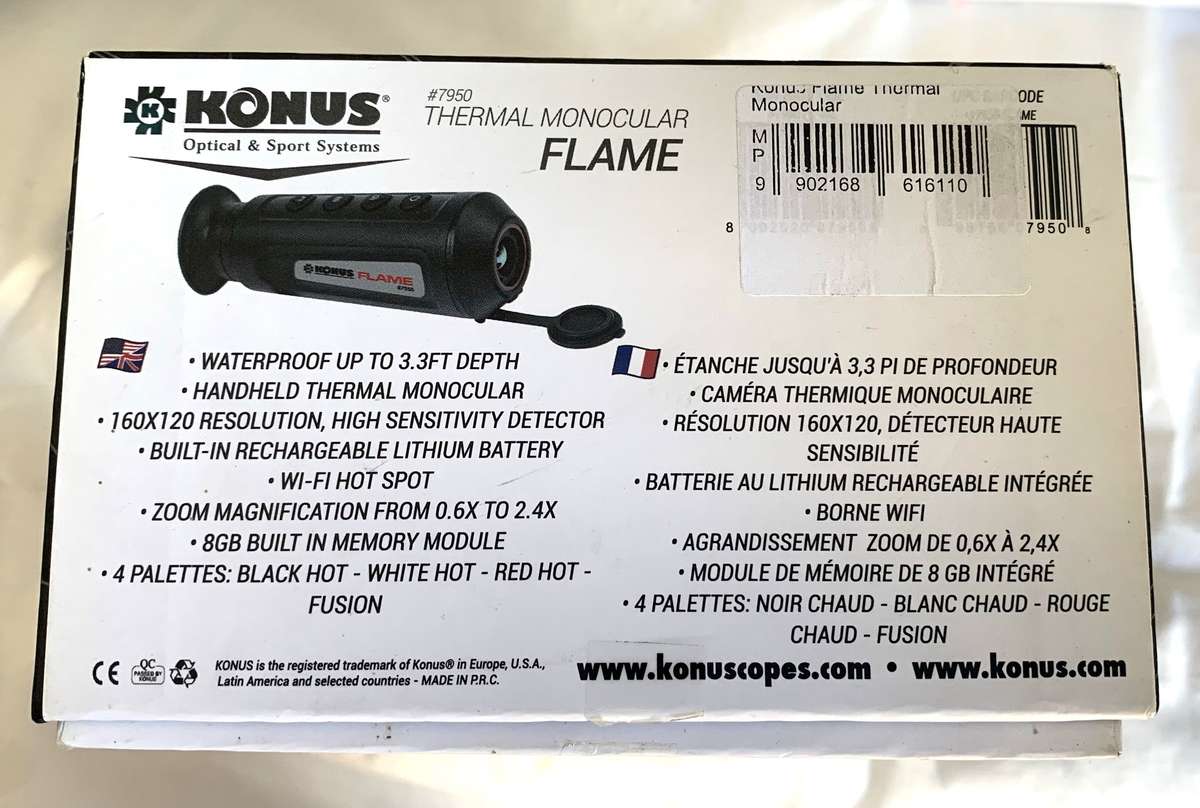 KONUS®
Optical & Sport Systems
#7950
THERMAL MONOCULAR
FLAME
Konus Flame Thermal
Monocular
M
P
9 902168 616110
ODE
ME
8
7950 8
KONUS FLAME
#7950
• WATERPROOF UP TO 3.3FT DEPTH
• HANDHELD THERMAL MONOCULAR
• 160X120 RESOLUTION, HIGH SENSITIVITY DETECTOR
• BUILT-IN RECHARGEABLE LITHIUM BATTERY
• WI-FI HOT SPOT
• ZOOM MAGNIFICATION FROM 0.6X TO 2.4X
• 8GB BUILT IN MEMORY MODULE
• 4 PALETTES: BLACK HOT - WHITE HOT - RED HOT -
FUSION
• ÉTANCHE JUSQU'À 3,3 PI DE PROFONDEUR
• CAMÉRA THERMIQUE MONOCULAIRE
• RÉSOLUTION 160X120, DÉTECTEUR HAUTE
SENSIBILITÉ
• BATTERIE AU LITHIUM RECHARGEABLE INTÉGRÉE
• BORNE WIFI
• AGRANDISSEMENT ZOOM DE 0,6X À 2,4X
• MODULE DE MÉMOIRE DE 8 GB INTÉGRÉ
• 4 PALETTES: NOIR CHAUD - BLANC CHAUD - ROUGE
CHAUD - FUSION
CE
QC
PASSED BY
KONUS
KONUS is the registered trademark of Konus® in Europe, U.S.A.,
Latin America and selected countries - MADE IN P.R.C.
www.konuscopes.com • www.konus.com